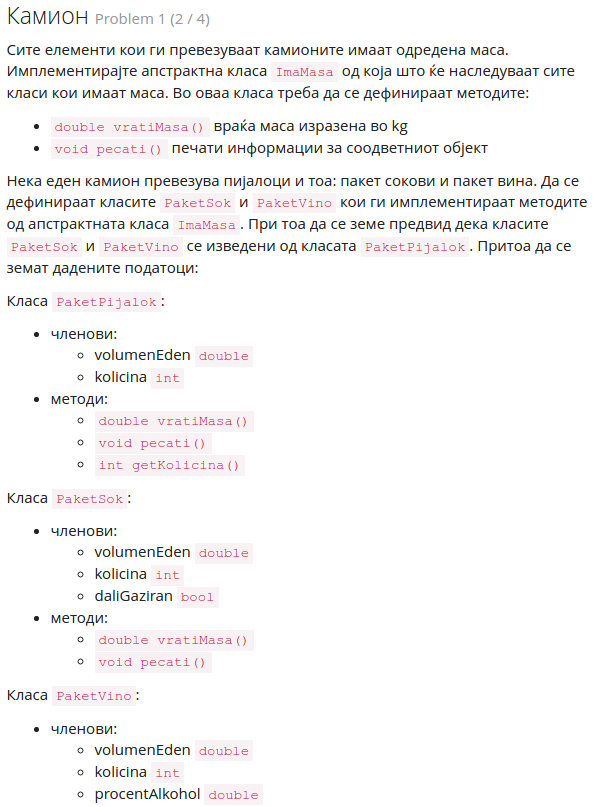 Камион Problem 1 (2 / 4)
Сите елементи кои ги превезуваат камионите имаат одредена маса.
Имплементирајте апстрактна класа ImaMasa од која што ќе наследуваат сите
класи кои имаат маса. Во оваа класа треба да се дефинираат методите:
• double vratiMasa() враќа маса изразена во kg
• void pecati() печати информации за соодветниот објект
Нека еден камион превезува пијалоци и тоа: пакет сокови и пакет вина. Да се
дефинираат класите PaketSok и PaketVino кои ги имплементираат методите
од апстрактната класа ImaMasa. При тоа да се земе предвид дека класите
PaketSok и PaketVino се изведени од класата PaketPijalok. Притоа да се
земат дадените податоци:
Класа PaketPijalok:
• членови:
◦ volumenEden double
◦ kolicina int
• методи:
◦ double vratiMasa()
◦ void pecati()
◦ int getKolicina()
Класа PaketSok:
• членови:
◦ volumenEden double
◦ kolicina int
◦ daliGaziran bool
• методи:
◦ double vratiMasa()
◦ void pecati()
Класа PaketVino:
• членови:
◦ volumenEden double
◦ kolicina int
◦ procentAlkohol double